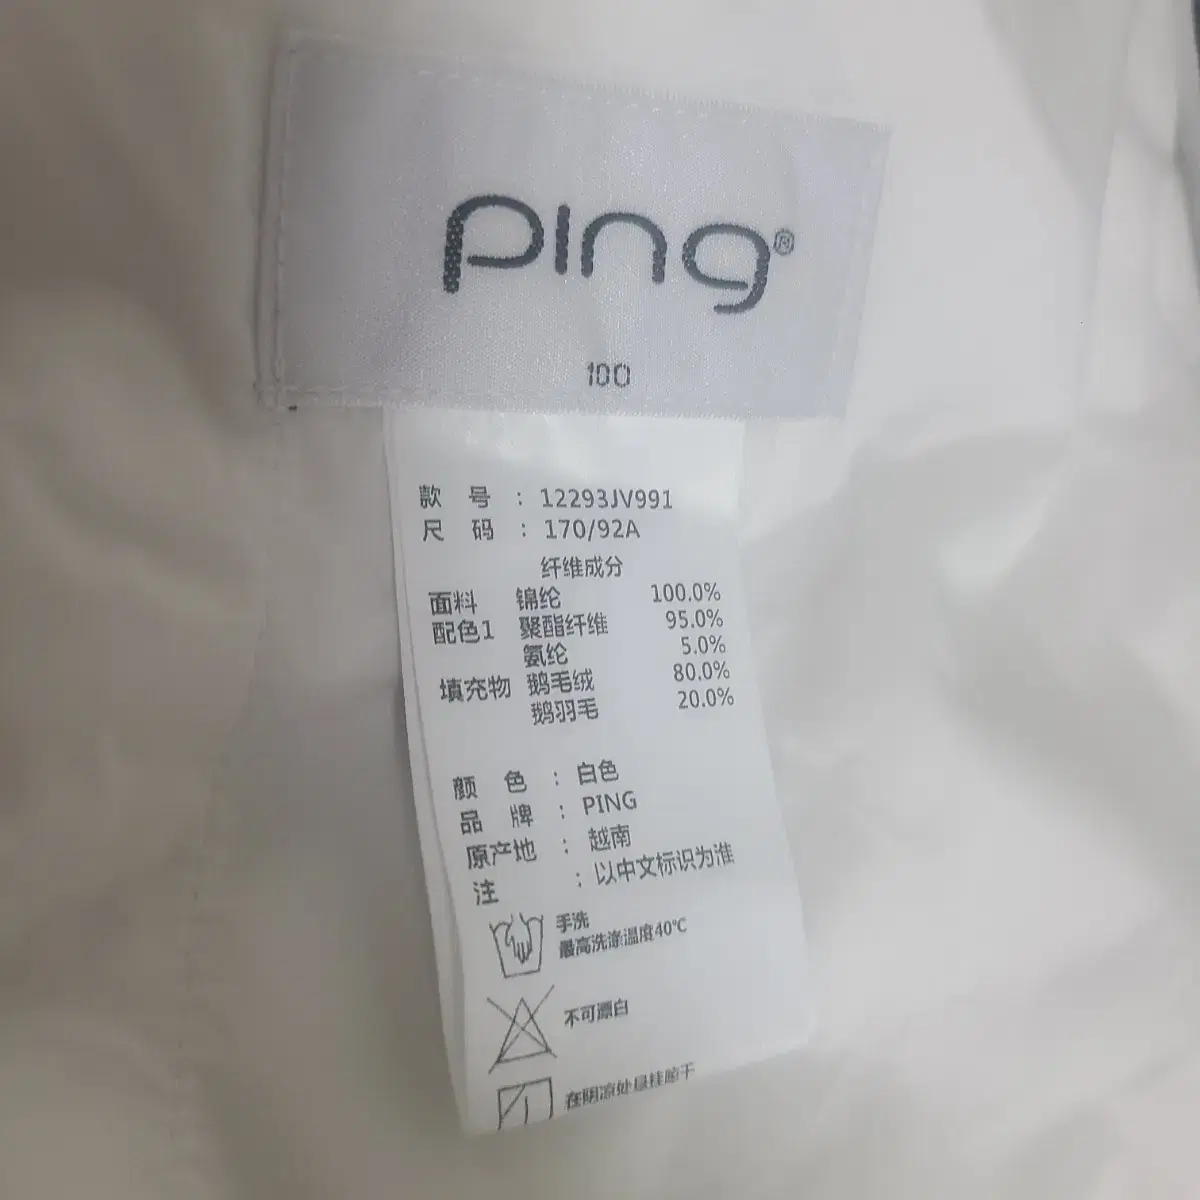 ping®
100
款 号 : 12293JV991
尺 码 : 170/92A
纤维成分
面料 锦纶 100.0%
配色1 聚酯纤维 95.0%
氨纶 5.0%
填充物 鹅毛绒 80.0%
鹅羽毛 20.0%
颜 色 : 白色
品 牌 : PING
原产地 : 越南
注 : 以中文标识为淮
手洗
最高洗涤温度40℃
不可漂白
在阴凉处悬挂晾干